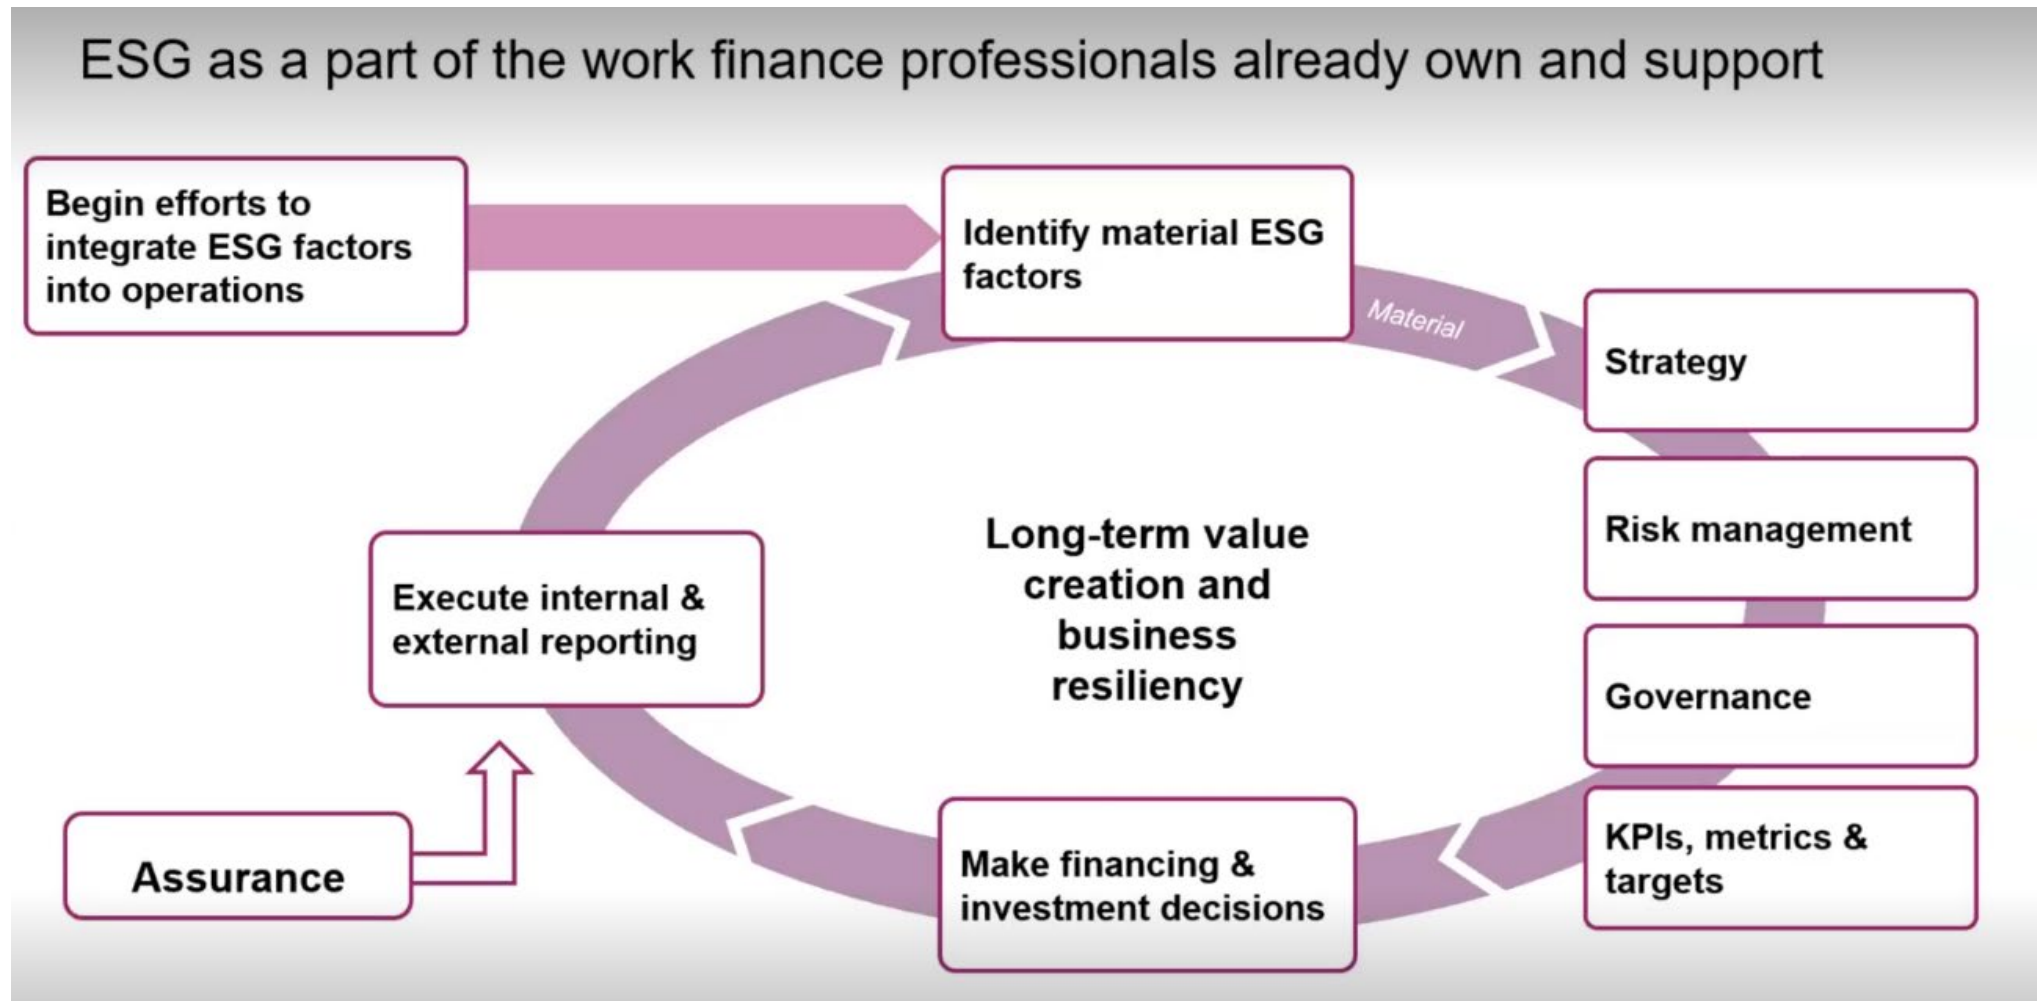 ESG as a part of the work finance professionals already own and support
Begin efforts to
integrate ESG factors
into operations
Identify material ESG
factors
Material
Strategy
Risk management
Governance
KPIs, metrics &
targets
Make financing &
investment decisions
Execute internal &
external reporting
Assurance
Long-term value
creation and
business
resiliency